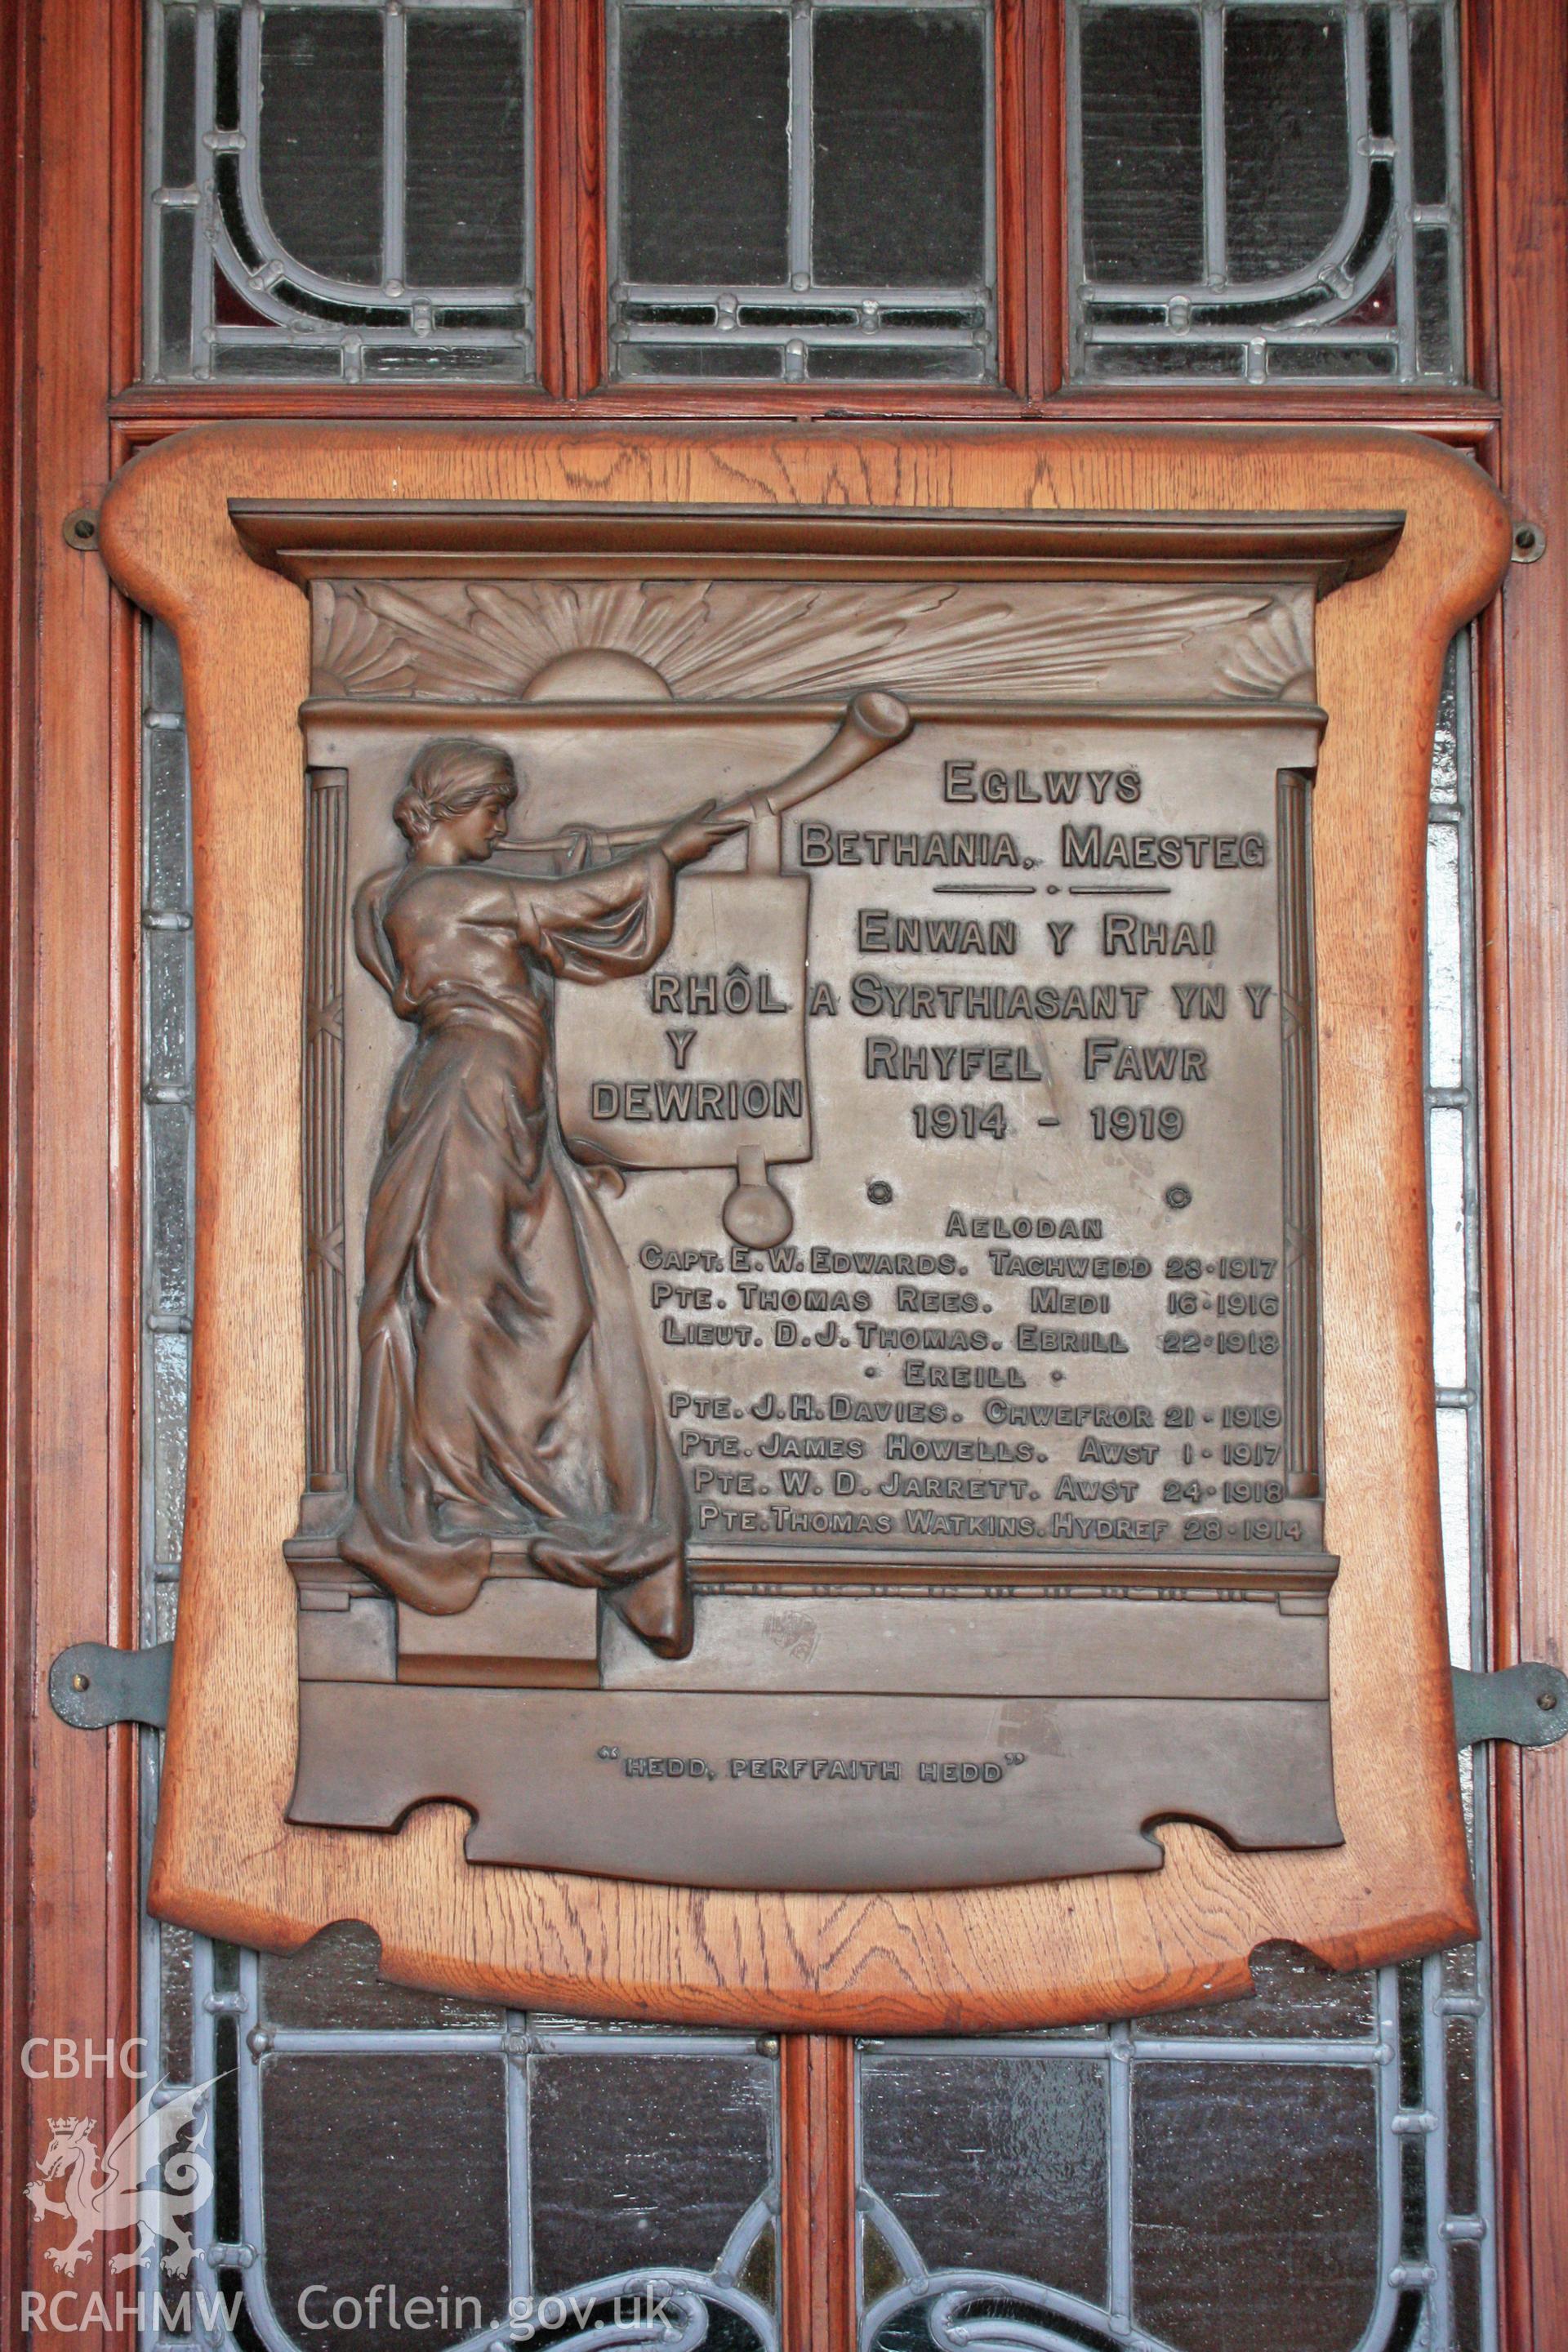 EGLWYS
BETHANIA, MAESTEG
ENWAN Y RHAI
A SYRTHIASANT YN Y
RHYFEL FAWR
1914 - 1919
RHÔL
Y
DEWRION
AELODAN
CAPT. E. W. EDWARDS. TACHWEDD 23·1917
PTE. THOMAS REES. MEDI 16·1916
LIEUT. D. J. THOMAS. EBRILL 22·1918
· EREILL ·
PTE. J. H. DAVIES. CHWEFROR 21·1919
PTE. JAMES HOWELLS. AWST 1·1917
PTE. W. D. JARRETT. AWST 24·1918
PTE. THOMAS WATKINS. HYDREF 28·1914
"HEDD, PERFFAITH HEDD"
CBHC
RCAHMW
Coflein.gov.uk